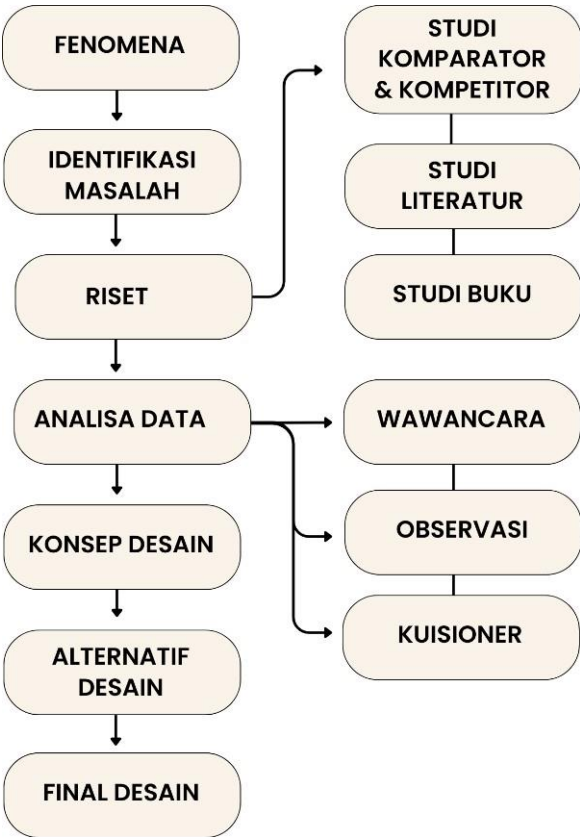 FENOMENA
IDENTIFIKASI
MASALAH
RISET
ANALISA DATA
KONSEP DESAIN
ALTERNATIF
DESAIN
FINAL DESAIN
STUDI
KOMPARATOR
& KOMPETITOR
STUDI
LITERATUR
STUDI BUKU
WAWANCARA
OBSERVASI
KUISIONER